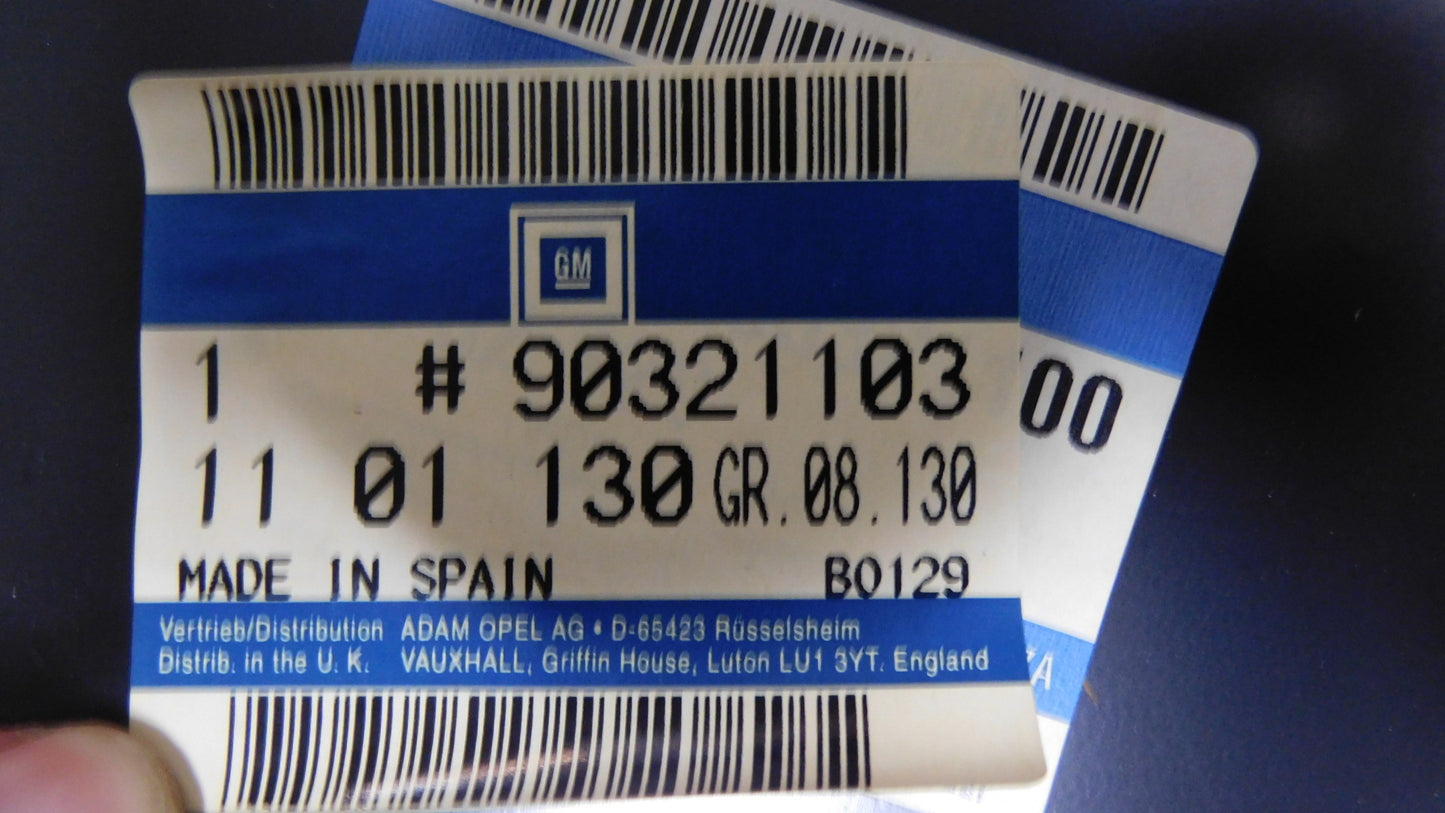 GM
1 # 90321103
11 01 130 GR.08.130
MADE IN SPAIN B0129
Vertrieb/Distribution ADAM OPEL AG • D-65423 Rüsselsheim
Distrib. in the U. K. VAUXHALL, Griffin House, Luton LU1 3YT. England
00